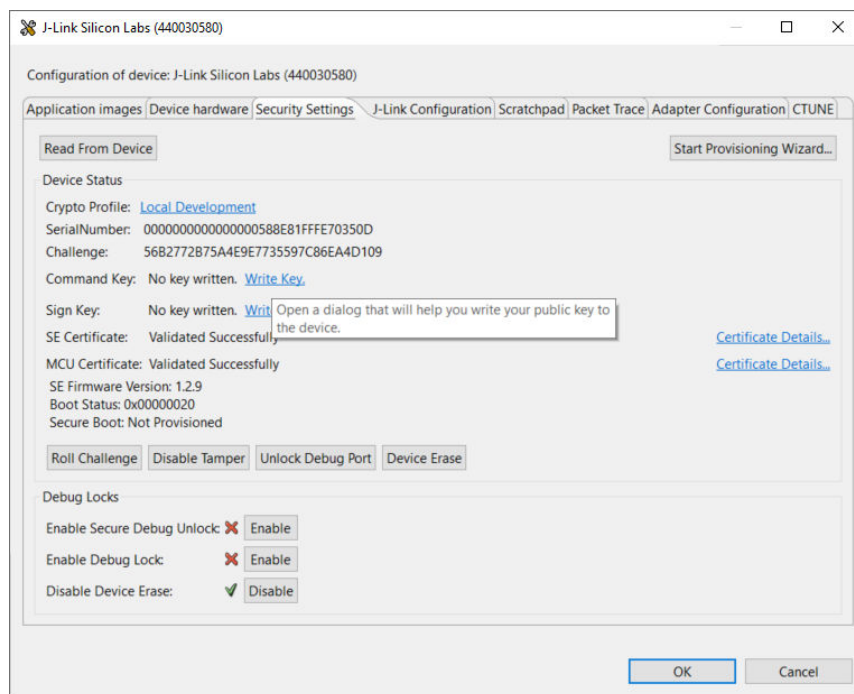 J-Link Silicon Labs (440030580)
Configuration of device: J-Link Silicon Labs (440030580)
Application images Device hardware Security Settings J-Link Configuration Scratchpad Packet Trace Adapter Configuration CTUNE
Read From Device Start Provisioning Wizard...
Device Status
Crypto Profile: Local Development
SerialNumber: 0000000000000000588E81FFFE70350D
Challenge: 56B2772B75A4E9E7735597C86EA4D109
Command Key: No key written. Write Key.
Sign Key: No key written. Writ
Open a dialog that will help you write your public key to
the device.
SE Certificate: Validated Successfully Certificate Details...
MCU Certificate: Validated Successfully Certificate Details...
SE Firmware Version: 1.2.9
Boot Status: 0x00000020
Secure Boot: Not Provisioned
Roll Challenge Disable Tamper Unlock Debug Port Device Erase
Debug Locks
Enable Secure Debug Unlock: Enable
Enable Debug Lock: Enable
Disable Device Erase: Disable
OK Cancel